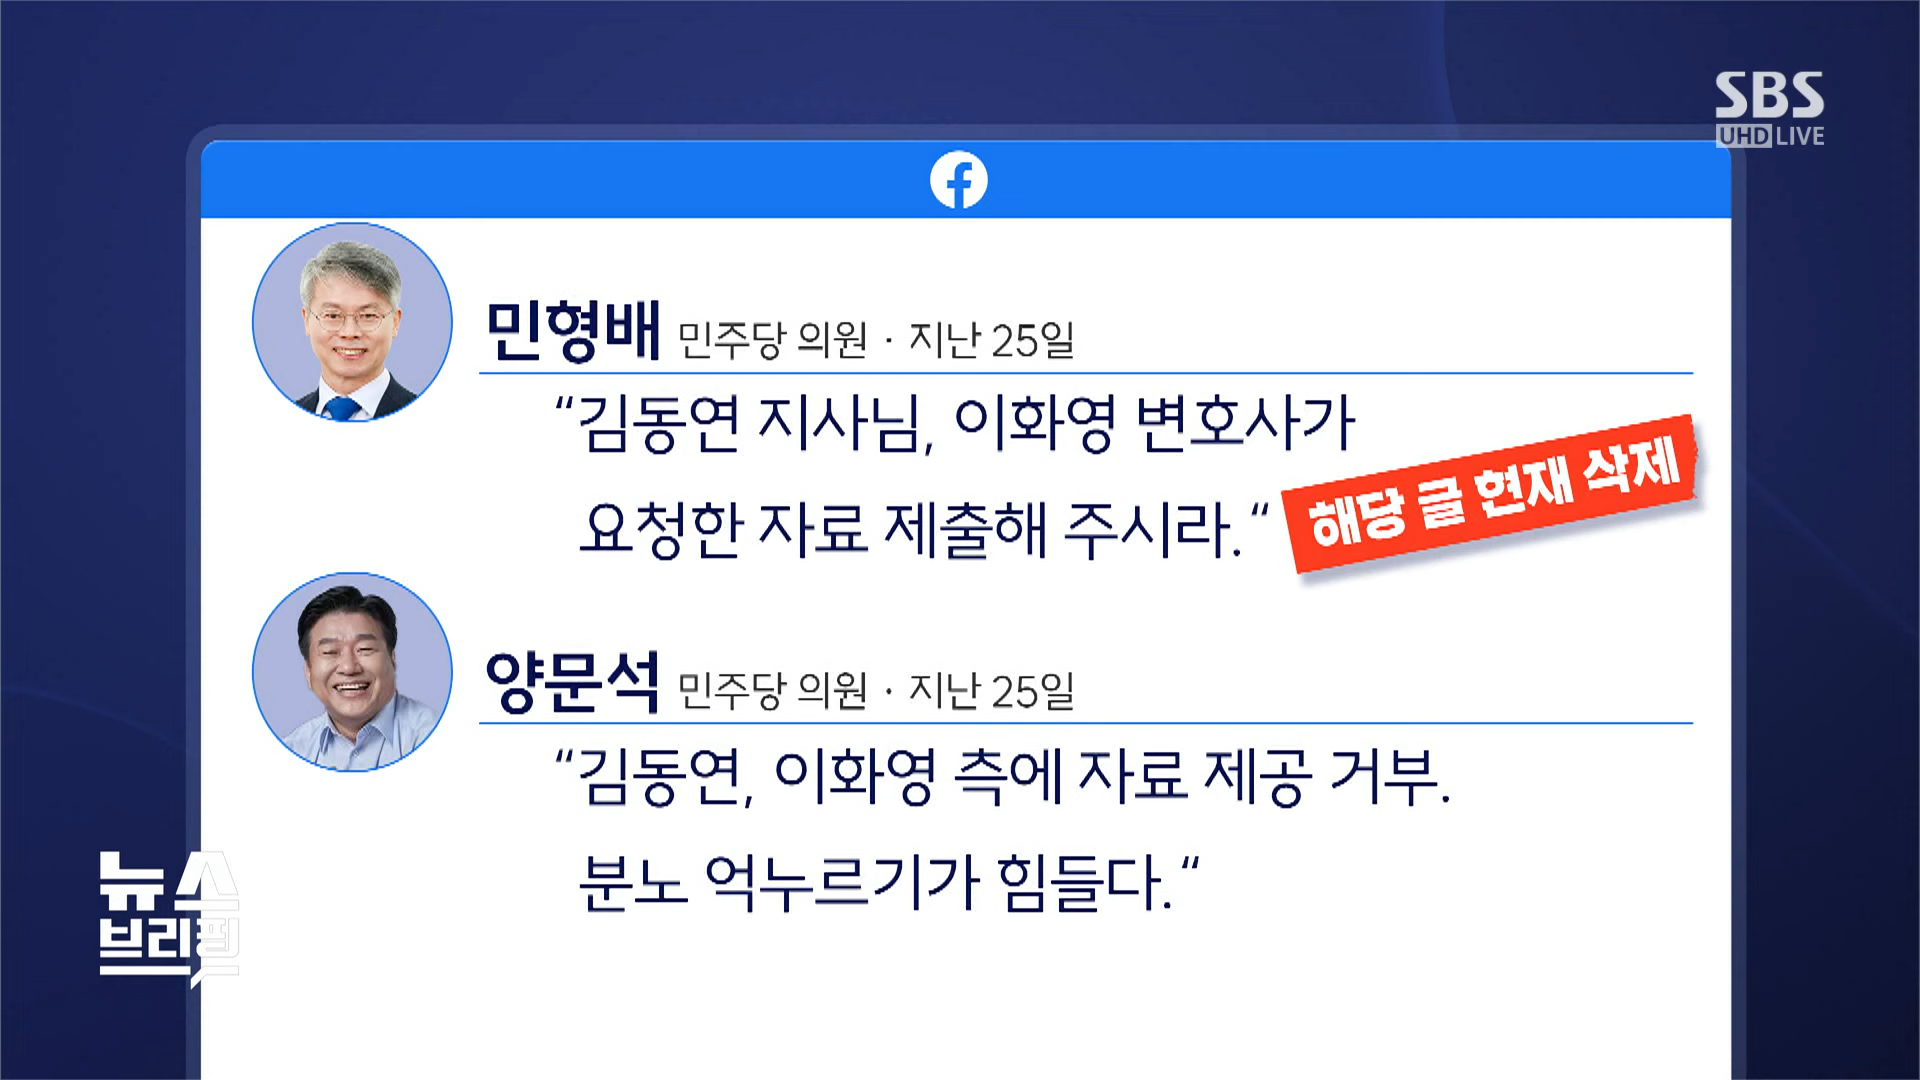 SBS
UHD LIVE
민형배 민주당 의원 · 지난 25일
“김동연 지사님, 이화영 변호사가
요청한 자료 제출해 주시라.“
해당 글 현재 삭제
양문석 민주당 의원 · 지난 25일
“김동연, 이화영 측에 자료 제공 거부.
분노 억누르기가 힘들다.“
뉴스
브리핑